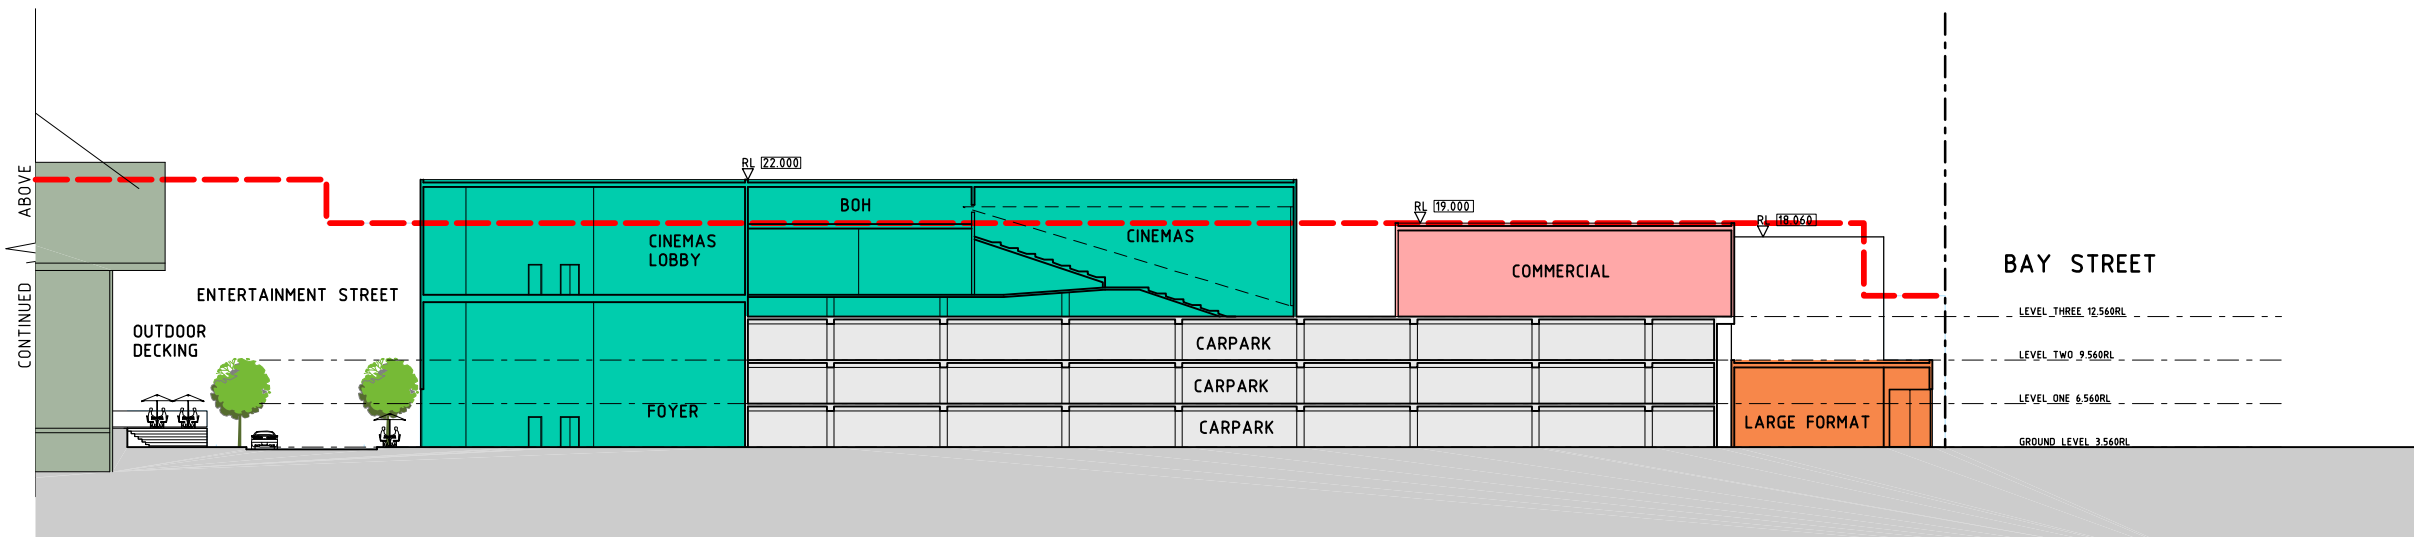 CONTINUED ABOVE
OUTDOOR
DECKING
ENTERTAINMENT STREET
RL 22.000
BOH
CINEMAS
LOBBY
CINEMAS
FOYER
CARPARK
CARPARK
CARPARK
RL 19.000
COMMERCIAL
RL 18.060
LARGE FORMAT
BAY STREET
LEVEL THREE 12.560RL
LEVEL TWO 9.560RL
LEVEL ONE 6.560RL
GROUND LEVEL 3.560RL